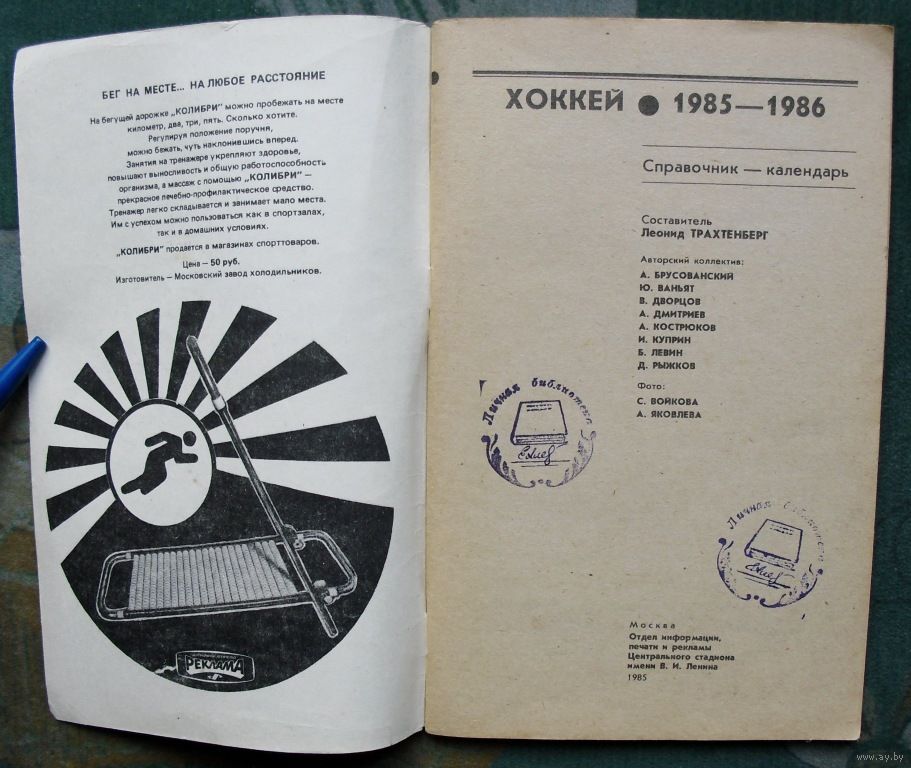 БЕГ НА МЕСТЕ... НА ЛЮБОЕ РАССТОЯНИЕ
На бегущей дорожке „КОЛИБРИ" можно пробежать на месте
километр, два, три, пять. Сколько хотите.
Регулируя положение поручня,
можно бежать, чуть наклонившись вперед.
Занятия на тренажере укрепляют здоровье,
повышают выносливость и общую работоспособность
организма, а массаж с помощью „КОЛИБРИ" —
прекрасное лечебно-профилактическое средство.
Тренажер легко складывается и занимает мало места.
Им с успехом можно пользоваться как в спортзалах,
так и в домашних условиях.
„КОЛИБРИ" продается в магазинах спорттоваров.
Цена — 50 руб.
Изготовитель — Московский завод холодильников.
РЕКЛАМА
ХОККЕЙ ● 1985—1986
Справочник — календарь
Составитель
Леонид ТРАХТЕНБЕРГ
Авторский коллектив:
А. БРУСОВАНСКИЙ
Ю. ВАНЬЯТ
В. ДВОРЦОВ
А. ДМИТРИЕВ
А. КОСТРЮКОВ
И. КУПРИН
Б. ЛЕВИН
Д. РЫЖКОВ
Фото:
С. ВОЙКОВА
А. ЯКОВЛЕВА
Личная библиотека
Личная библиотека
Москва
Отдел информации,
печати и рекламы
Центрального стадиона
имени В. И. Ленина
1985
www.ay.by